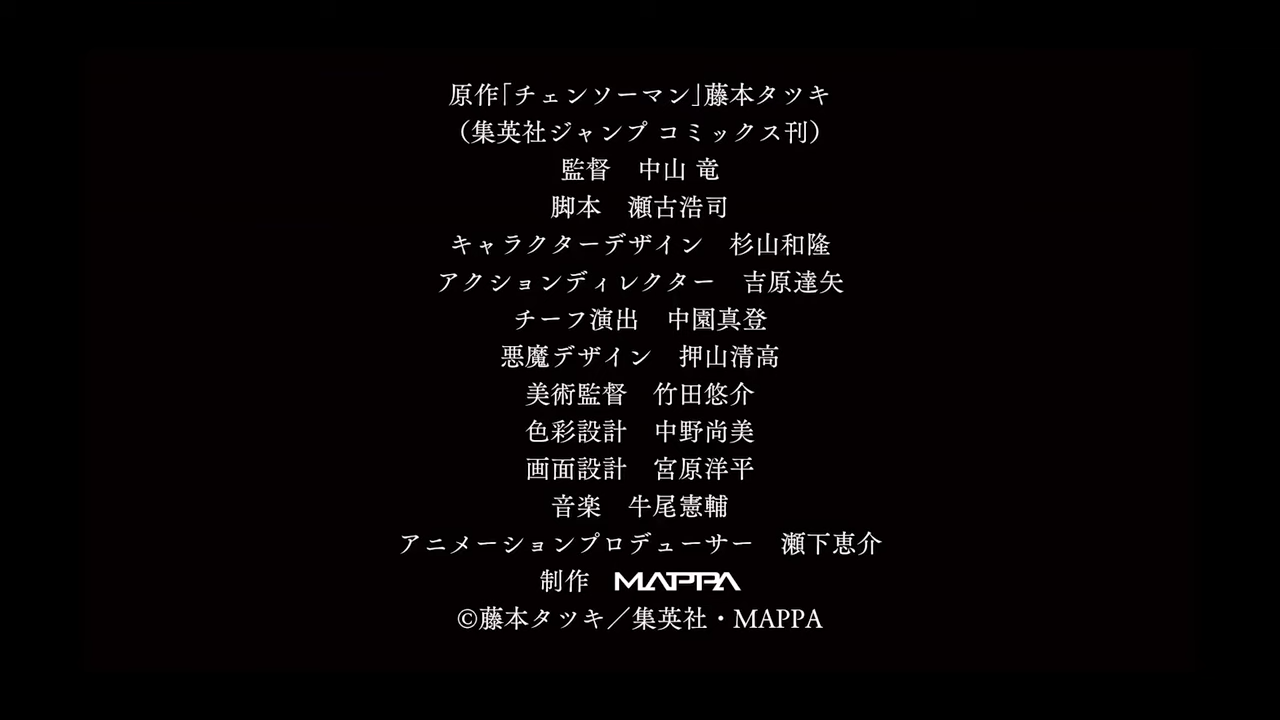 原作「チェンソーマン」藤本タツキ
（集英社ジャンプ コミックス刊）
監督　中山 竜
脚本　瀬古浩司
キャラクターデザイン　杉山和隆
アクションディレクター　吉原達矢
チーフ演出　中園真登
悪魔デザイン　押山清高
美術監督　竹田悠介
色彩設計　中野尚美
画面設計　宮原洋平
音楽　牛尾憲輔
アニメーションプロデューサー　瀬下恵介
制作　MAPPA
©藤本タツキ／集英社・MAPPA